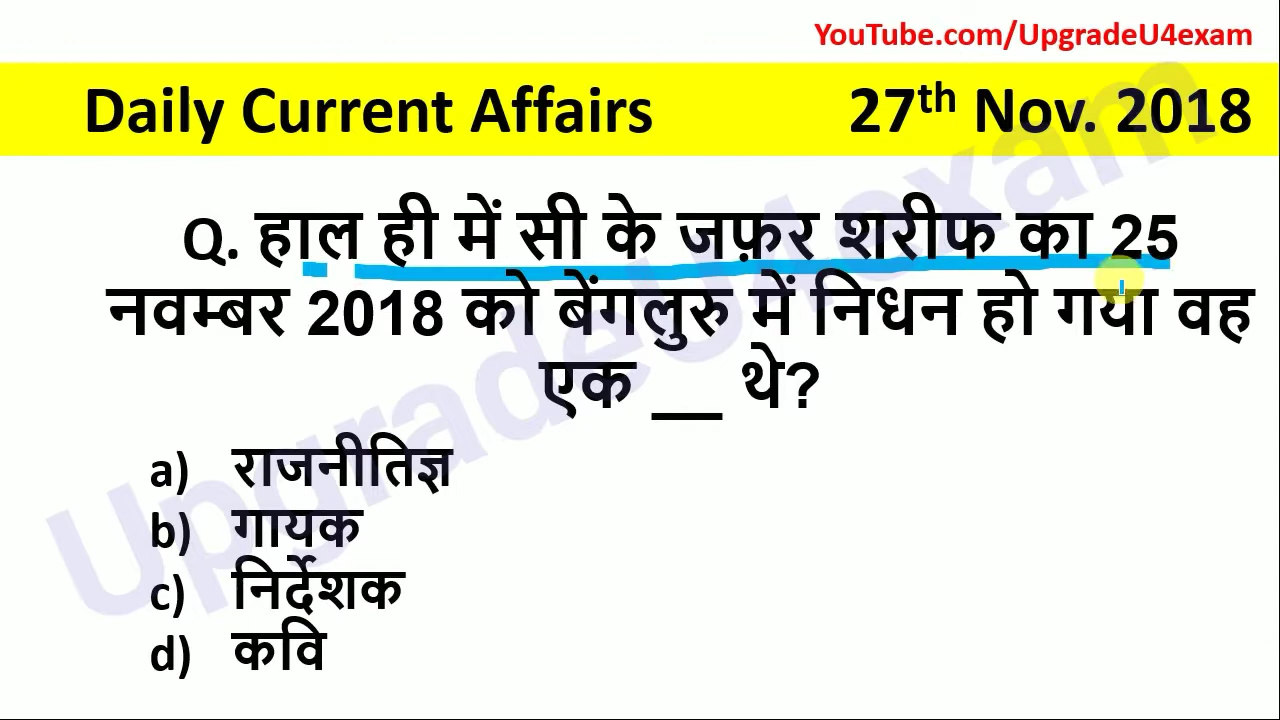 YouTube.com/UpgradeU4exam
Daily Current Affairs 27th Nov. 2018
Q. हाल ही में सी के जफ़र शरीफ का 25
नवम्बर 2018 को बेंगलुरु में निधन हो गया वह
एक __ थे?
a) राजनीतिज्ञ
b) गायक
c) निर्देशक
d) कवि
UpgradeU4exam